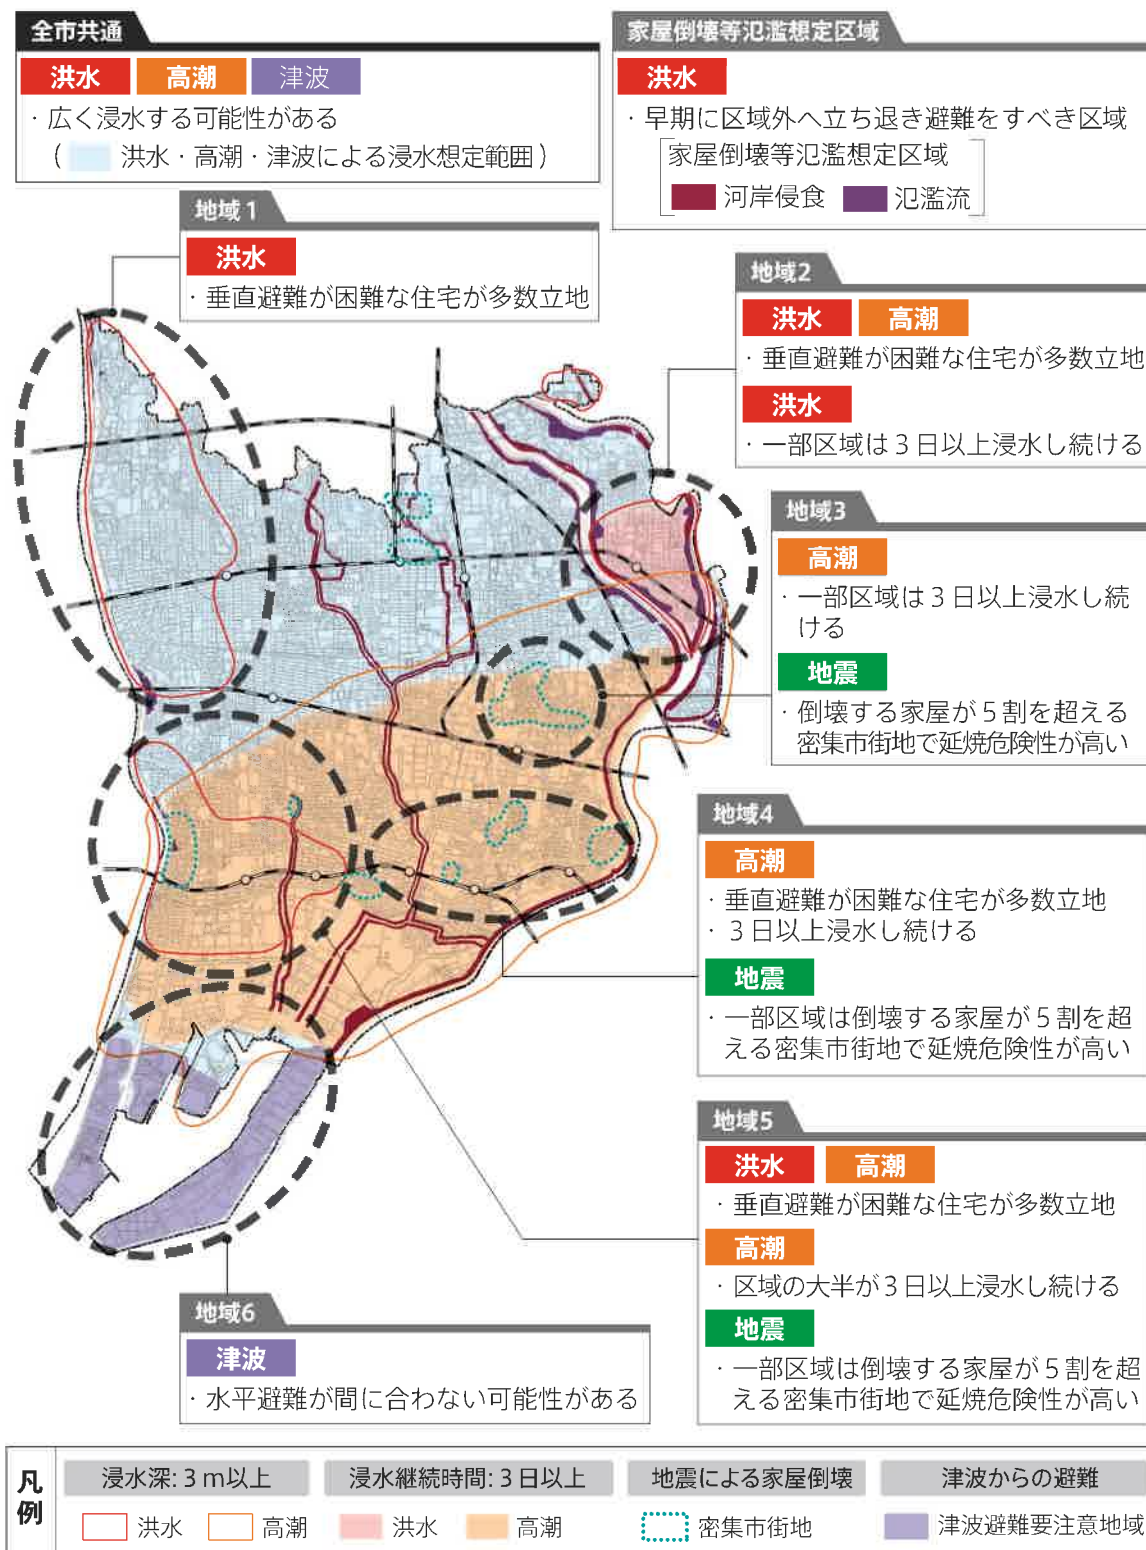 全市共通
洪水 高潮 津波
・広く浸水する可能性がある
（ 洪水・高潮・津波による浸水想定範囲）
家屋倒壊等氾濫想定区域
洪水
・早期に区域外へ立ち退き避難をすべき区域
家屋倒壊等氾濫想定区域
河岸侵食 氾濫流
地域1
洪水
・垂直避難が困難な住宅が多数立地
地域2
洪水 高潮
・垂直避難が困難な住宅が多数立地
洪水
・一部区域は3日以上浸水し続ける
地域3
高潮
・一部区域は3日以上浸水し続
ける
地震
・倒壊する家屋が5割を超える
密集市街地で延焼危険性が高い
地域4
高潮
・垂直避難が困難な住宅が多数立地
・3日以上浸水し続ける
地震
・一部区域は倒壊する家屋が5割を超
える密集市街地で延焼危険性が高い
地域5
洪水 高潮
・垂直避難が困難な住宅が多数立地
高潮
・区域の大半が3日以上浸水し続ける
地震
・一部区域は倒壊する家屋が5割を超
える密集市街地で延焼危険性が高い
地域6
津波
・水平避難が間に合わない可能性がある
凡例
浸水深:3m以上 浸水継続時間:3日以上 地震による家屋倒壊 津波からの避難
洪水 高潮 洪水 高潮 密集市街地 津波避難要注意地域